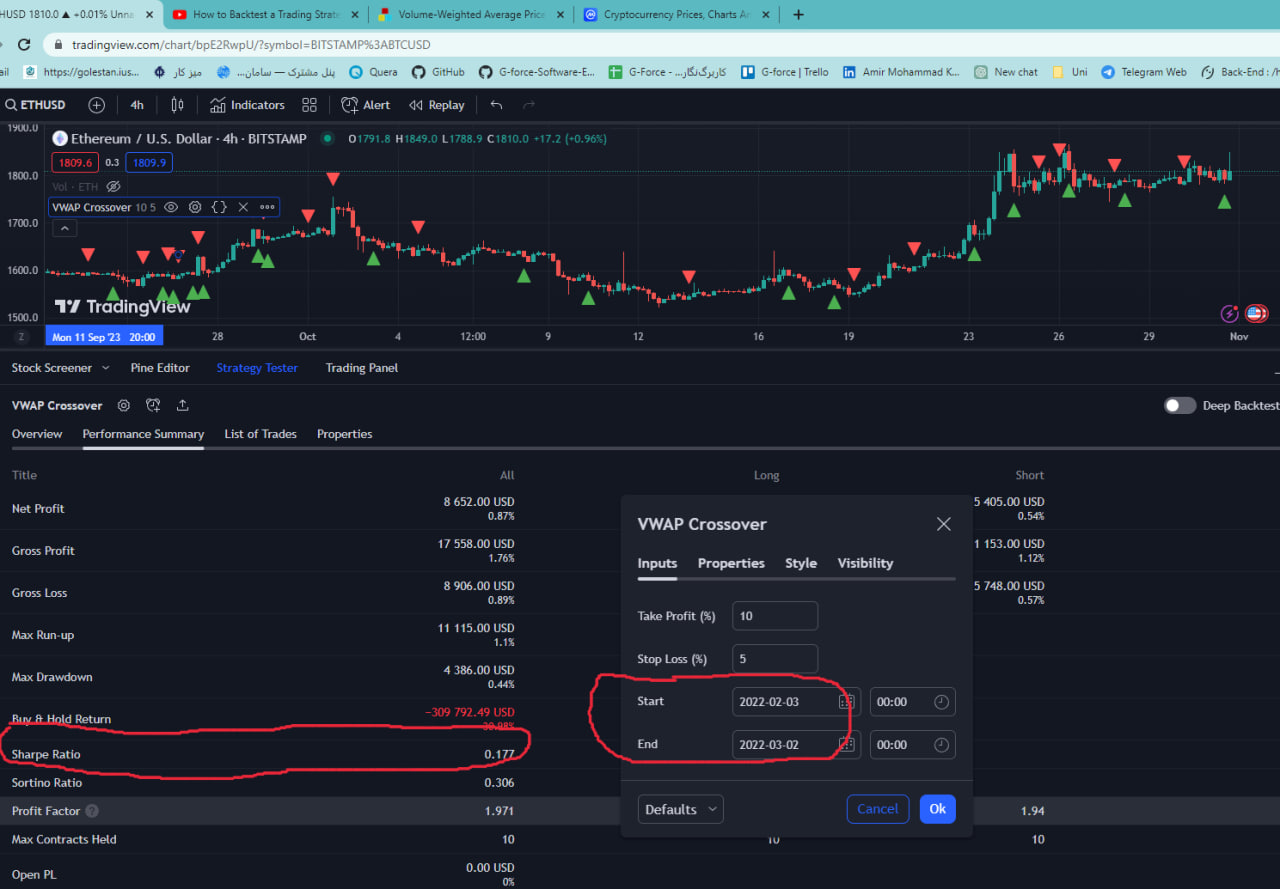 HUSD 1810.0 ▲ +0.01% Unna
How to Backtest a Trading Strate
Volume-Weighted Average Price
Cryptocurrency Prices, Charts An
tradingview.com/chart/bpE2RwpU/?symbol=BITSTAMP%3ABTCUSD
ail
https://golestan.ius...
میز کار
پنل مشترک — سامان...
Quera
GitHub
G-force-Software-E...
G-Force - کاربرگ‌نگار...
G-force | Trello
Amir Mohammad K...
New chat
Uni
Telegram Web
Back-End : /h
ETHUSD
4h
Indicators
Alert
Replay
1900.0
Ethereum / U.S. Dollar · 4h · BITSTAMP
O1791.8 H1849.0 L1788.9 C1810.0 +17.2 (+0.96%)
1809.6 0.3 1809.9
1800.0
Vol · ETH
VWAP Crossover 10 5
1700.0
1600.0
1500.0
TradingView
Z
Mon 11 Sep '23 20:00
28 Oct 4 12:00 9 12 16 19 23 26 29 Nov
Stock Screener
Pine Editor
Strategy Tester
Trading Panel
VWAP Crossover
Deep Backtest
Overview
Performance Summary
List of Trades
Properties
Title All Long Short
Net Profit
8 652.00 USD
0.87%
5 405.00 USD
0.54%
Gross Profit
17 558.00 USD
1.76%
1 153.00 USD
1.12%
Gross Loss
8 906.00 USD
0.89%
5 748.00 USD
0.57%
Max Run-up
11 115.00 USD
1.1%
Max Drawdown
4 386.00 USD
0.44%
Buy & Hold Return
−309 792.49 USD
Sharpe Ratio 0.177
Sortino Ratio 0.306
Profit Factor ? 1.971 1.94
Max Contracts Held 10 10 10
Open PL
0.00 USD
0%
VWAP Crossover
Inputs
Properties
Style
Visibility
Take Profit (%) 10
Stop Loss (%) 5
Start 2022-02-03 00:00
End 2022-03-02 00:00
Defaults
Cancel
Ok